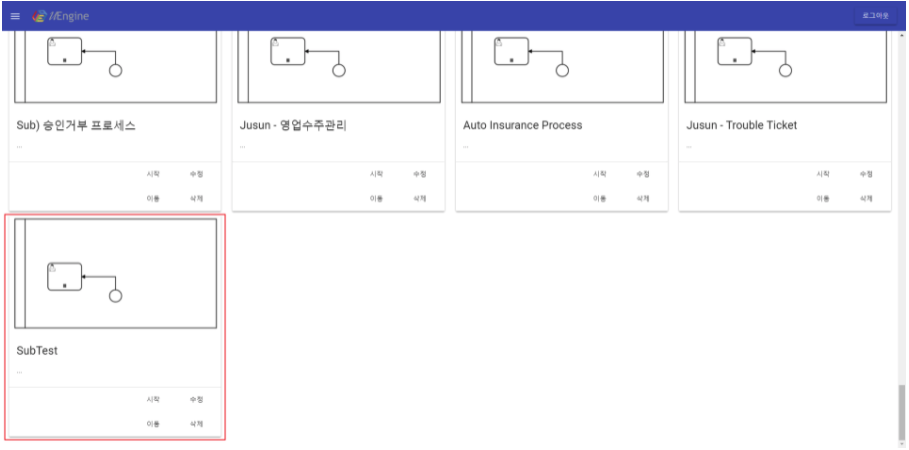 //Engine
로그아웃
Sub) 승인거부 프로세스
...
시작 수정
이동 삭제
Jusun - 영업수주관리
...
시작 수정
이동 삭제
Auto Insurance Process
...
시작 수정
이동 삭제
Jusun - Trouble Ticket
...
시작 수정
이동 삭제
SubTest
...
시작 수정
이동 삭제